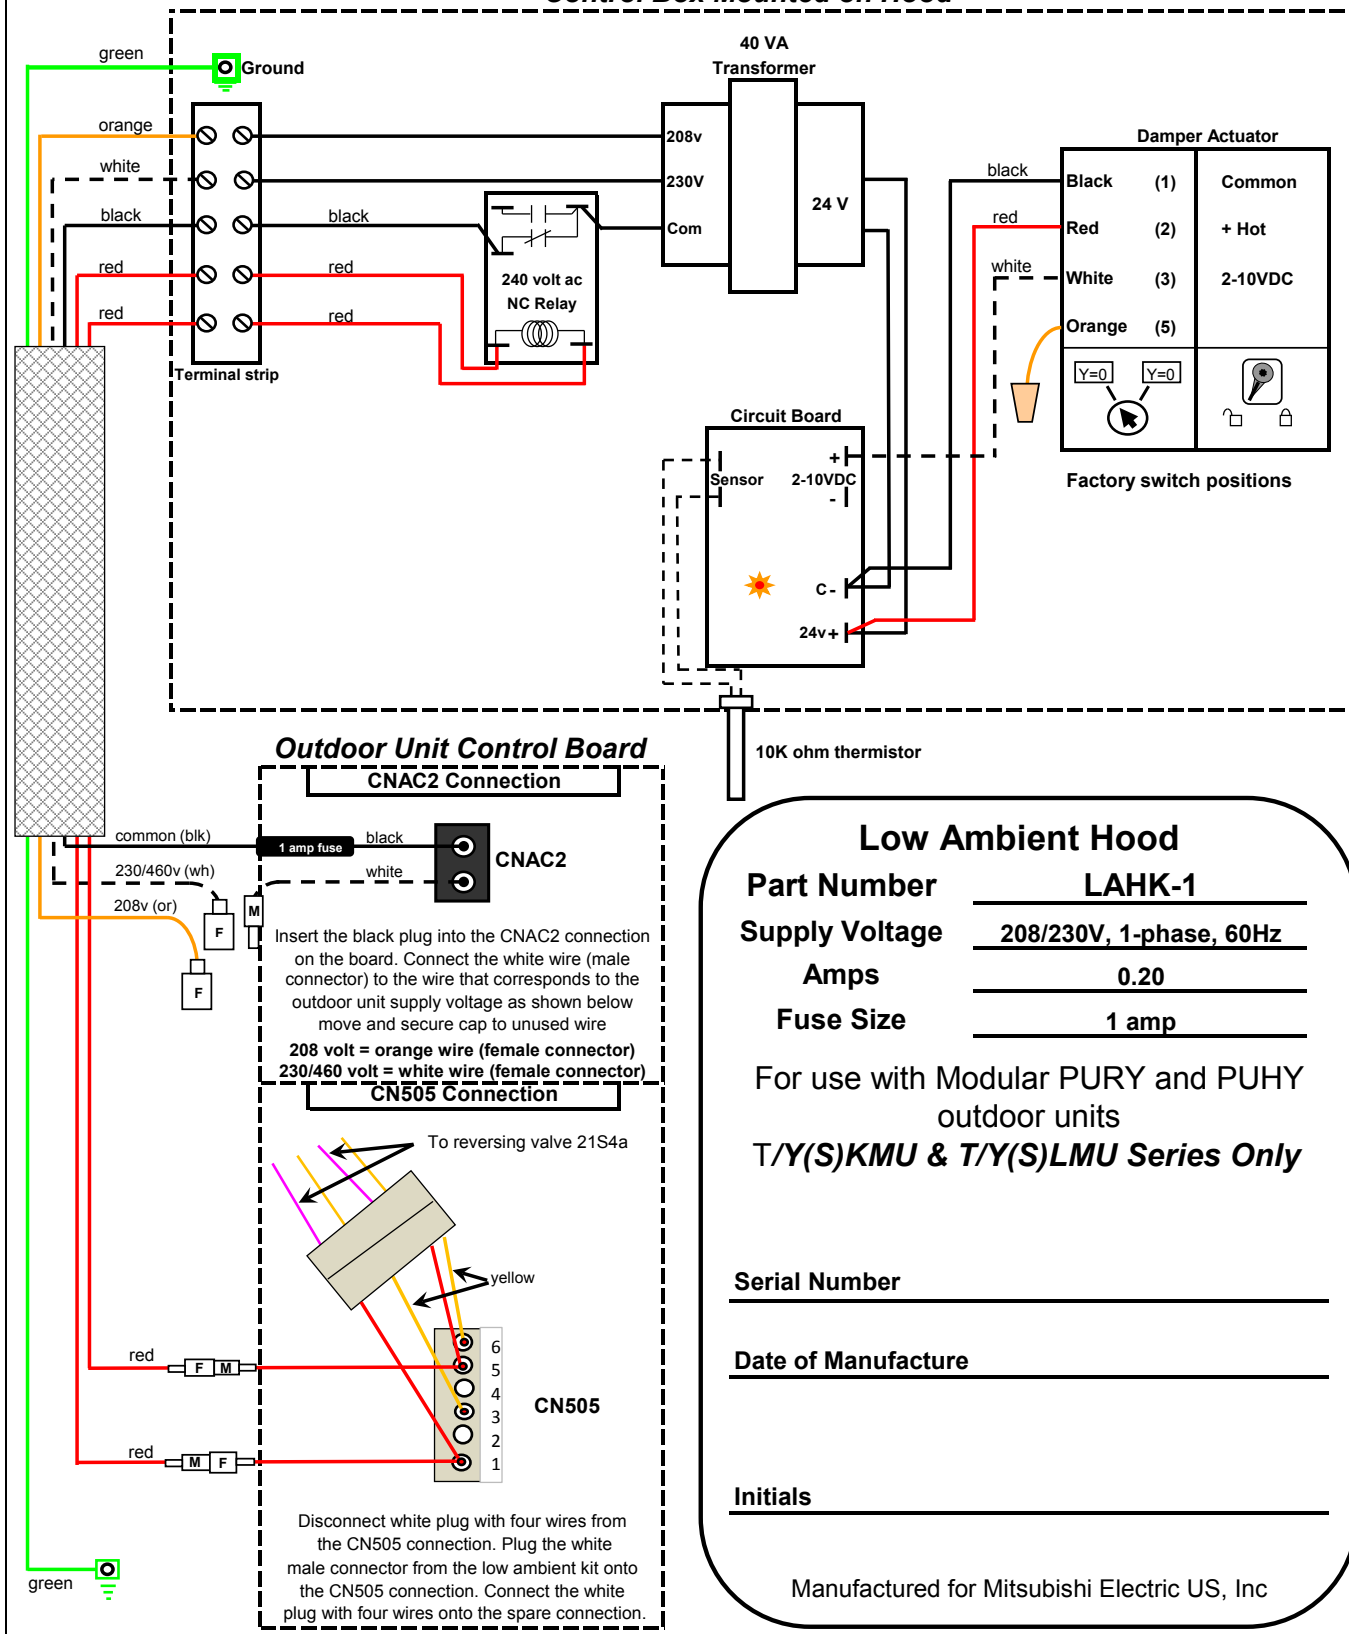 Control Box Mounted on Hood
green
Ground
40 VA
Transformer
orange
208v
white
230V
black
black
Com
24 V
red
red
240 volt ac
NC Relay
red
red
Terminal strip
Damper Actuator
black
Black (1) Common
red
Red (2) + Hot
white
White (3) 2-10VDC
Orange (5)
Y=0 Y=0
Factory switch positions
Circuit Board
+
Sensor 2-10VDC
-
C -
24v +
10K ohm thermistor
Outdoor Unit Control Board
CNAC2 Connection
common (blk)
1 amp fuse
black
CNAC2
230/460v (wh)
white
208v (or)
M
F
F
Insert the black plug into the CNAC2 connection
on the board. Connect the white wire (male
connector) to the wire that corresponds to the
outdoor unit supply voltage as shown below
move and secure cap to unused wire
208 volt = orange wire (female connector)
230/460 volt = white wire (female connector)
CN505 Connection
To reversing valve 21S4a
yellow
6
5
4
3
2
1
CN505
red
F M
red
M F
green
Disconnect white plug with four wires from
the CN505 connection. Plug the white
male connector from the low ambient kit onto
the CN505 connection. Connect the white
plug with four wires onto the spare connection.
Low Ambient Hood
Part Number LAHK-1
Supply Voltage 208/230V, 1-phase, 60Hz
Amps 0.20
Fuse Size 1 amp
For use with Modular PURY and PUHY
outdoor units
T/Y(S)KMU & T/Y(S)LMU Series Only
Serial Number
Date of Manufacture
Initials
Manufactured for Mitsubishi Electric US, Inc